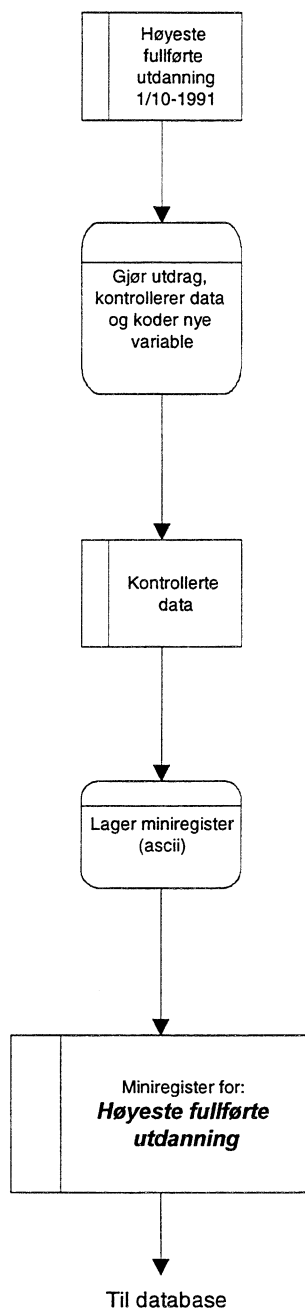 Høyeste
fullførte
utdanning
1/10-1991
Gjør utdrag,
kontrollerer data
og koder nye
variable
Kontrollerte
data
Lager miniregister
(ascii)
Miniregister for:
Høyeste fullførte
utdanning
Til database